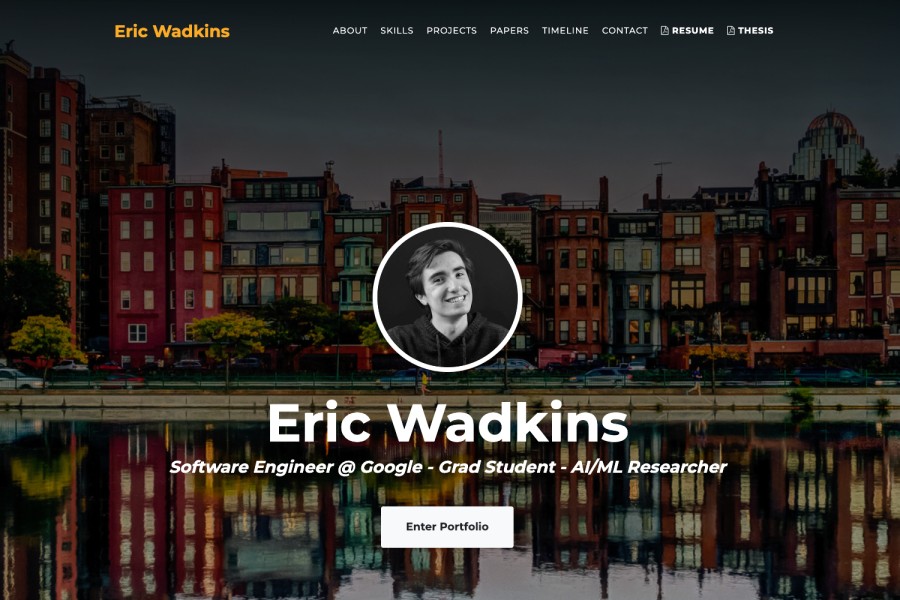 Eric Wadkins
ABOUT SKILLS PROJECTS PAPERS TIMELINE CONTACT RESUME THESIS
Eric Wadkins
Software Engineer @ Google - Grad Student - AI/ML Researcher
Enter Portfolio